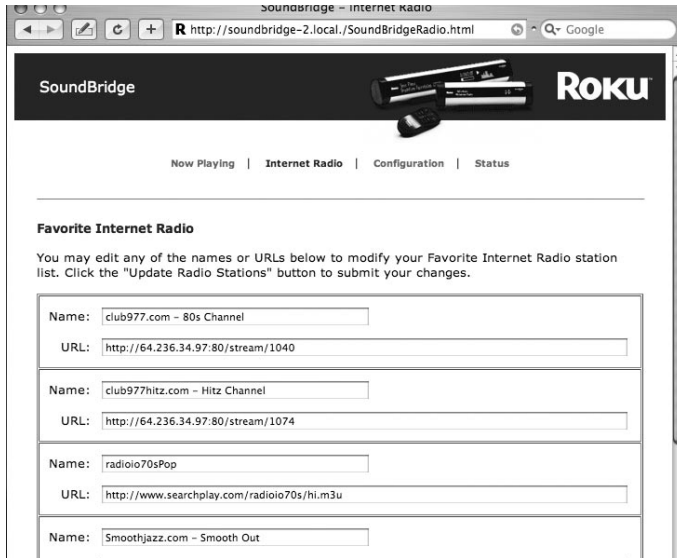 SoundBridge – Internet Radio
R http://soundbridge-2.local./SoundBridgeRadio.html Google
SoundBridge
ROKU
Now Playing | Internet Radio | Configuration | Status
Favorite Internet Radio
You may edit any of the names or URLs below to modify your Favorite Internet Radio station
list. Click the "Update Radio Stations" button to submit your changes.
Name: club977.com – 80s Channel
URL: http://64.236.34.97:80/stream/1040
Name: club977hitz.com – Hitz Channel
URL: http://64.236.34.97:80/stream/1074
Name: radioio70sPop
URL: http://www.searchplay.com/radioio70s/hi.m3u
Name: Smoothjazz.com – Smooth Out